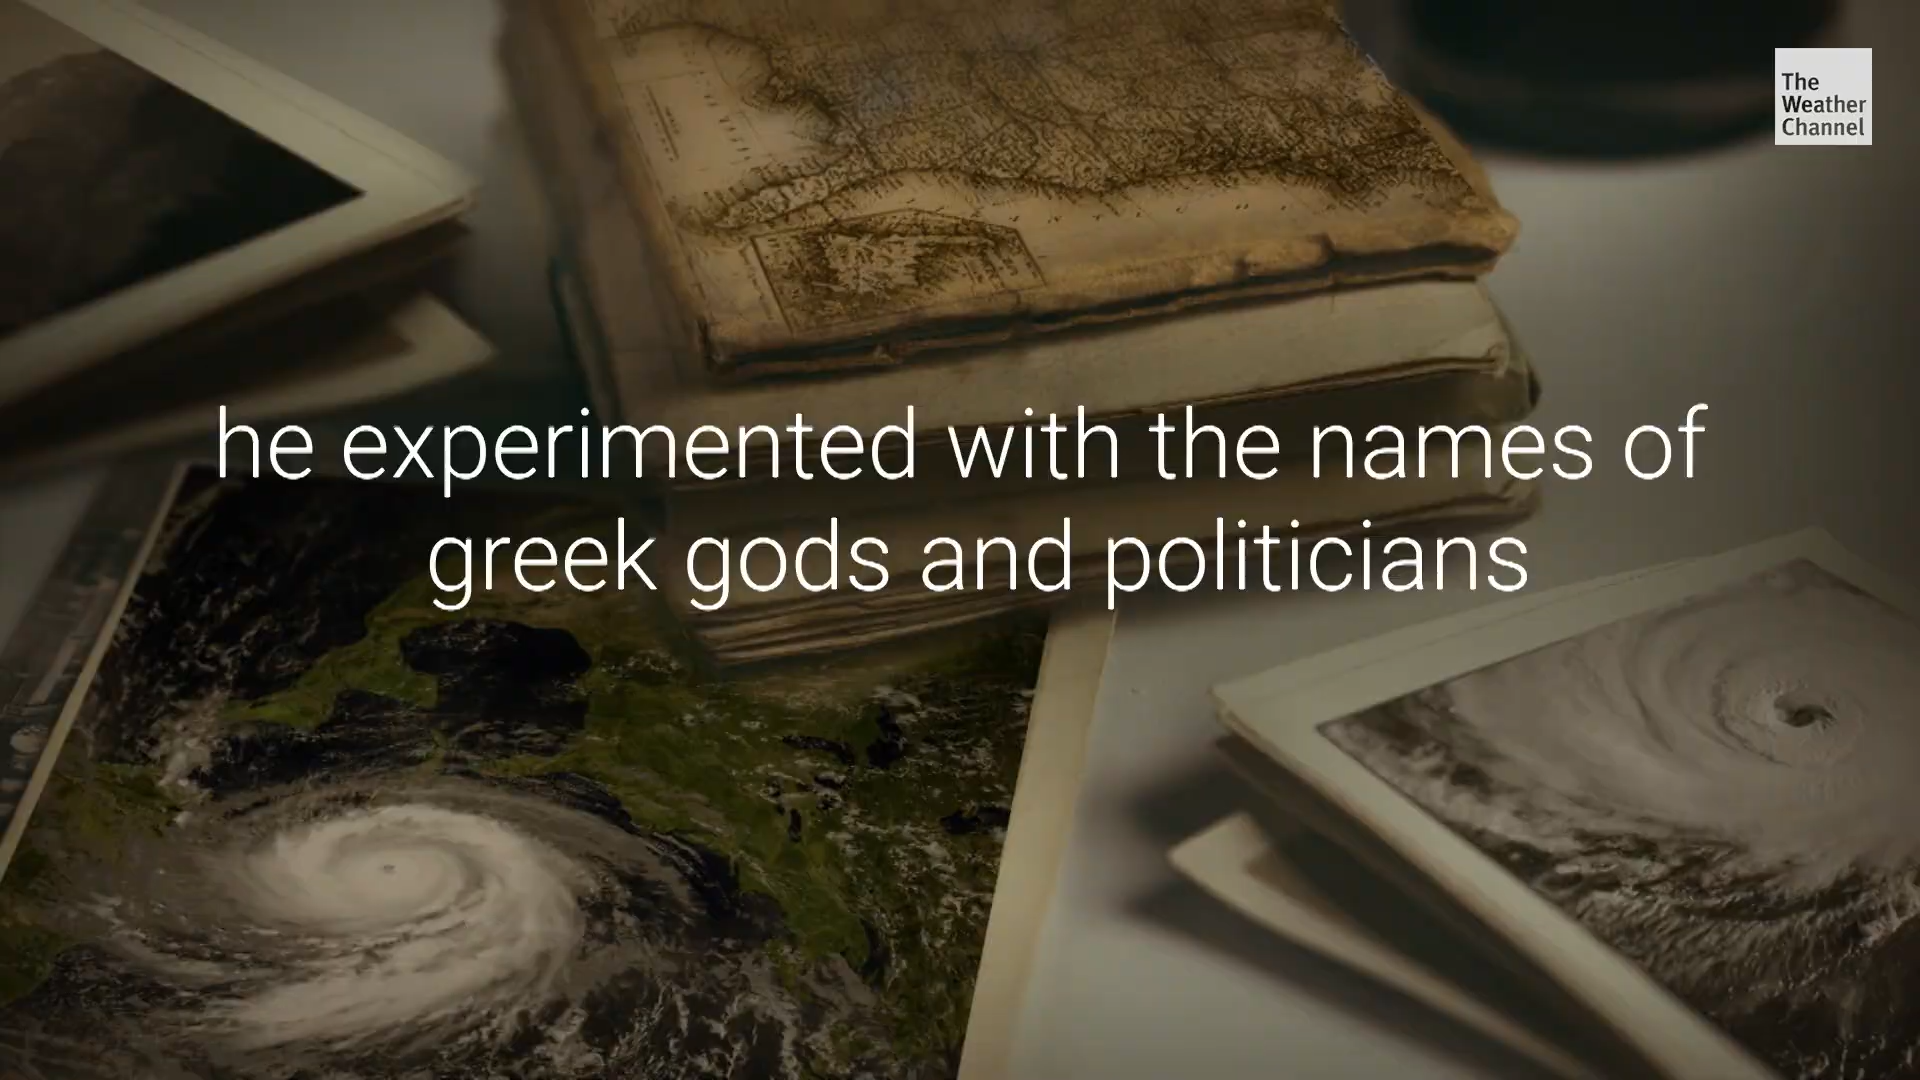 The
Weather
Channel
he experimented with the names of
greek gods and politicians